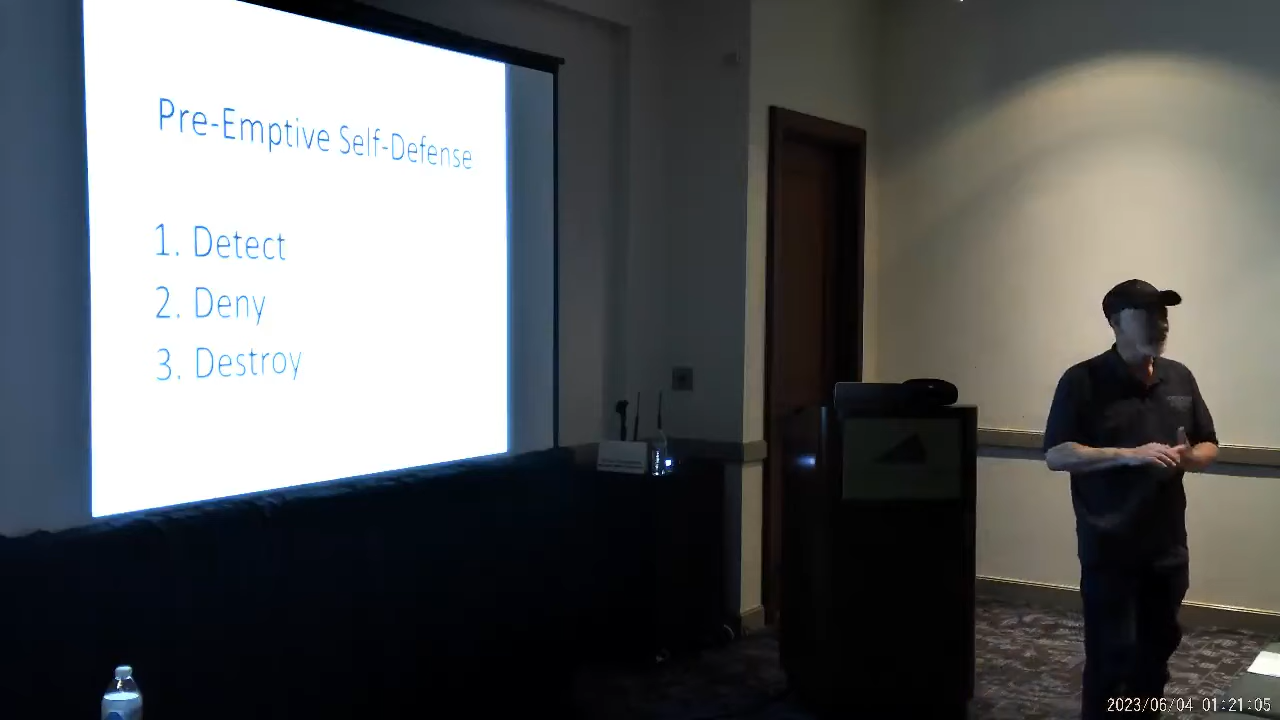 Pre-Emptive Self-Defense
1. Detect
2. Deny
3. Destroy
2023/06/04 01:21:05